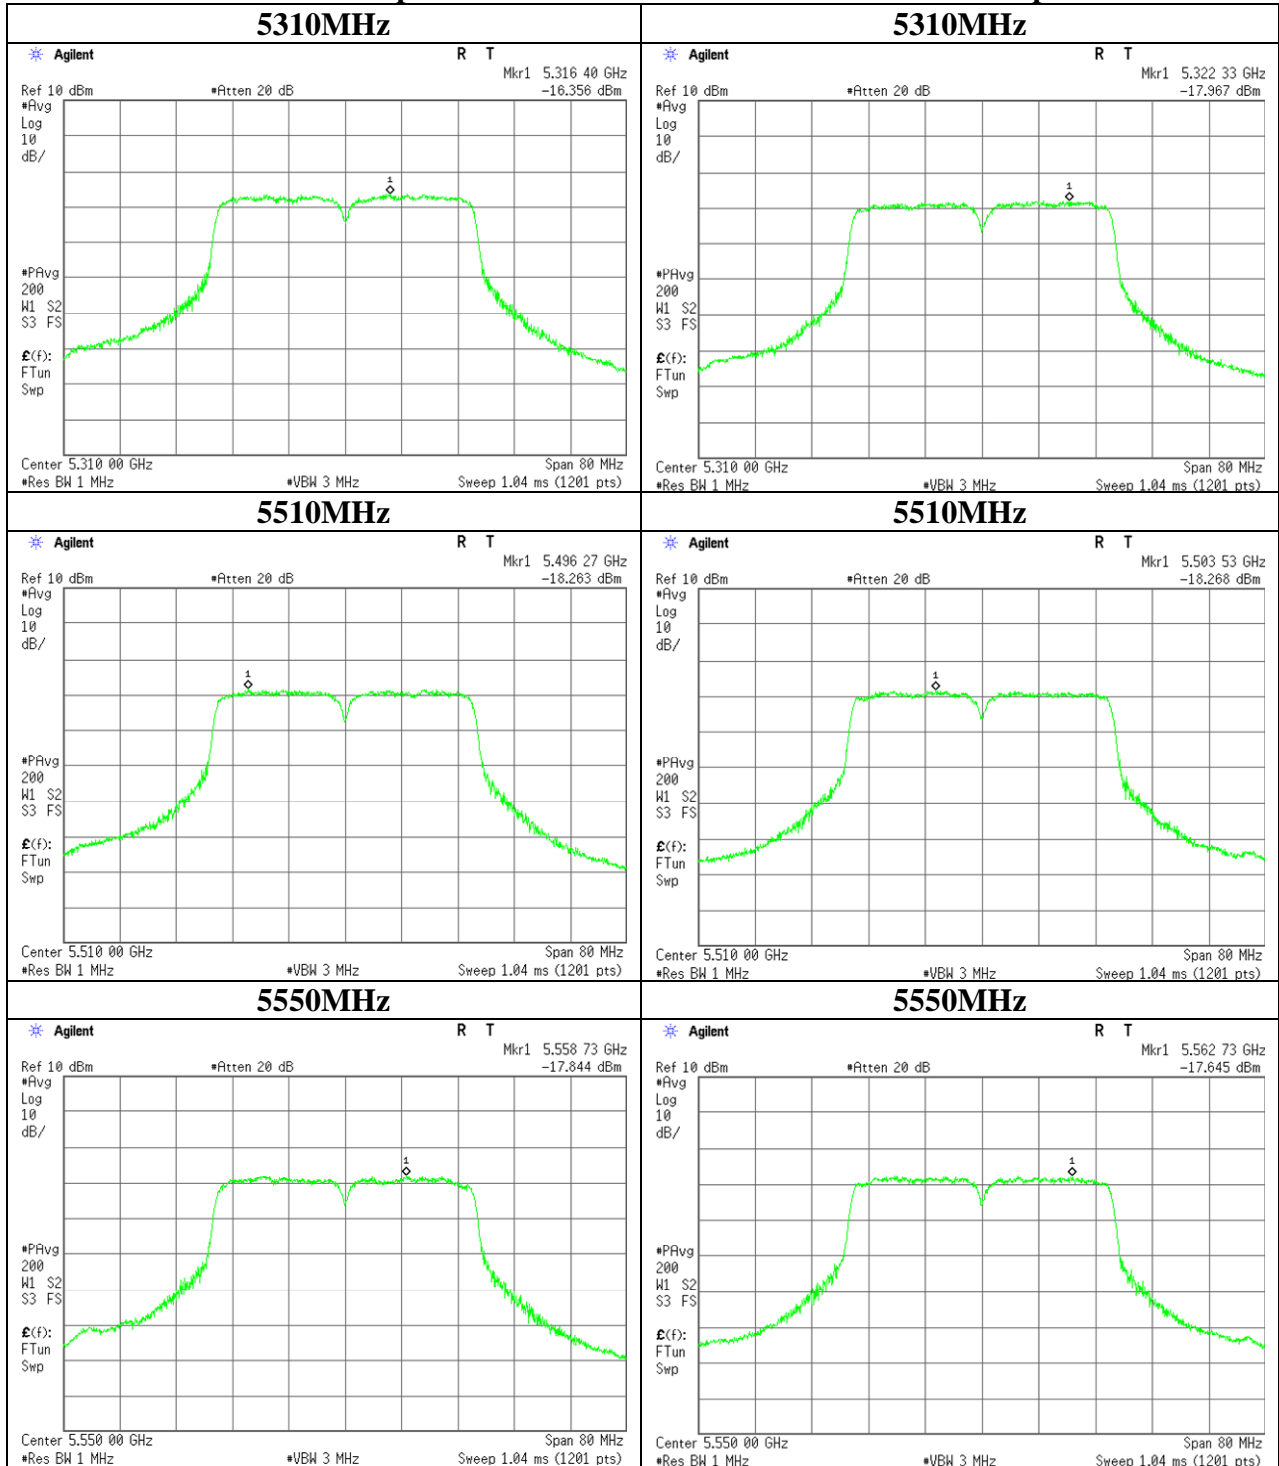 5310MHz
Agilent R T
Mkr1 5.316 40 GHz
Ref 10 dBm #Atten 20 dB -16.356 dBm
#Avg
Log
10
dB/
1
#PAvg
200
W1 S2
S3 FS
£(f):
FTun
Swp
Center 5.310 00 GHz Span 80 MHz
#Res BW 1 MHz #VBW 3 MHz Sweep 1.04 ms (1201 pts)
5310MHz
Agilent R T
Mkr1 5.322 33 GHz
Ref 10 dBm #Atten 20 dB -17.967 dBm
#Avg
Log
10
dB/
1
#PAvg
200
W1 S2
S3 FS
£(f):
FTun
Swp
Center 5.310 00 GHz Span 80 MHz
#Res BW 1 MHz #VBW 3 MHz Sweep 1.04 ms (1201 pts)
5510MHz
Agilent R T
Mkr1 5.496 27 GHz
Ref 10 dBm #Atten 20 dB -18.263 dBm
#Avg
Log
10
dB/
1
#PAvg
200
W1 S2
S3 FS
£(f):
FTun
Swp
Center 5.510 00 GHz Span 80 MHz
#Res BW 1 MHz #VBW 3 MHz Sweep 1.04 ms (1201 pts)
5510MHz
Agilent R T
Mkr1 5.503 53 GHz
Ref 10 dBm #Atten 20 dB -18.268 dBm
#Avg
Log
10
dB/
1
#PAvg
200
W1 S2
S3 FS
£(f):
FTun
Swp
Center 5.510 00 GHz Span 80 MHz
#Res BW 1 MHz #VBW 3 MHz Sweep 1.04 ms (1201 pts)
5550MHz
Agilent R T
Mkr1 5.558 73 GHz
Ref 10 dBm #Atten 20 dB -17.844 dBm
#Avg
Log
10
dB/
1
#PAvg
200
W1 S2
S3 FS
£(f):
FTun
Swp
Center 5.550 00 GHz Span 80 MHz
#Res BW 1 MHz #VBW 3 MHz Sweep 1.04 ms (1201 pts)
5550MHz
Agilent R T
Mkr1 5.562 73 GHz
Ref 10 dBm #Atten 20 dB -17.645 dBm
#Avg
Log
10
dB/
1
#PAvg
200
W1 S2
S3 FS
£(f):
FTun
Swp
Center 5.550 00 GHz Span 80 MHz
#Res BW 1 MHz #VBW 3 MHz Sweep 1.04 ms (1201 pts)